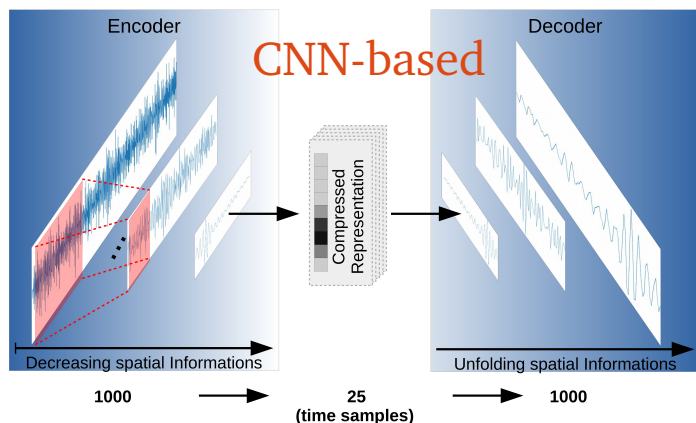 Encoder
Decoder
CNN-based
Compressed
Representation
Decreasing spatial Informations
Unfolding spatial Informations
1000
25
1000
(time samples)